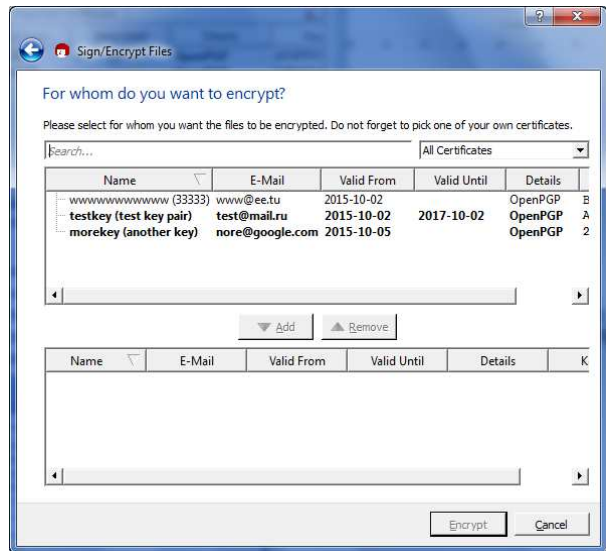 Sign/Encrypt Files
For whom do you want to encrypt?
Please select for whom you want the files to be encrypted. Do not forget to pick one of your own certificates.
Search... All Certificates
Name E-Mail Valid From Valid Until Details
wwwwwwwwwwww (33333) www@ee.tu 2015-10-02 OpenPGP
testkey (test key pair) test@mail.ru 2015-10-02 2017-10-02 OpenPGP A
morekey (another key) nore@google.com 2015-10-05 OpenPGP 2
Add Remove
Name E-Mail Valid From Valid Until Details K
Encrypt Cancel